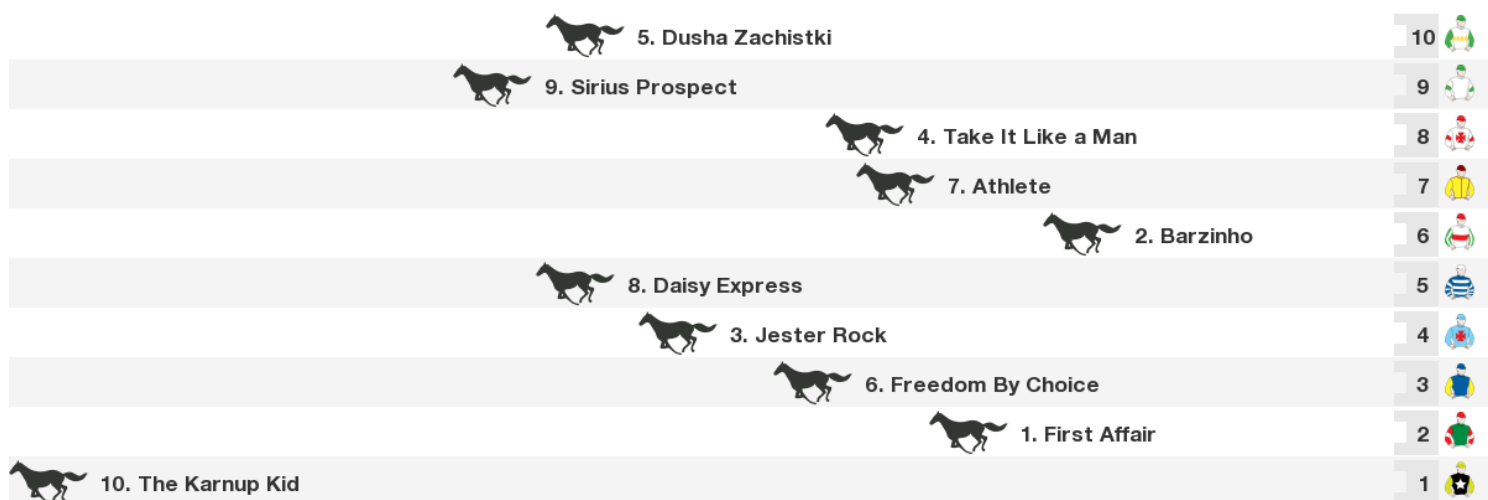 5. Dusha Zachistki 10
9. Sirius Prospect 9
4. Take It Like a Man 8
7. Athlete 7
2. Barzinho 6
8. Daisy Express 5
3. Jester Rock 4
6. Freedom By Choice 3
1. First Affair 2
10. The Karnup Kid 1